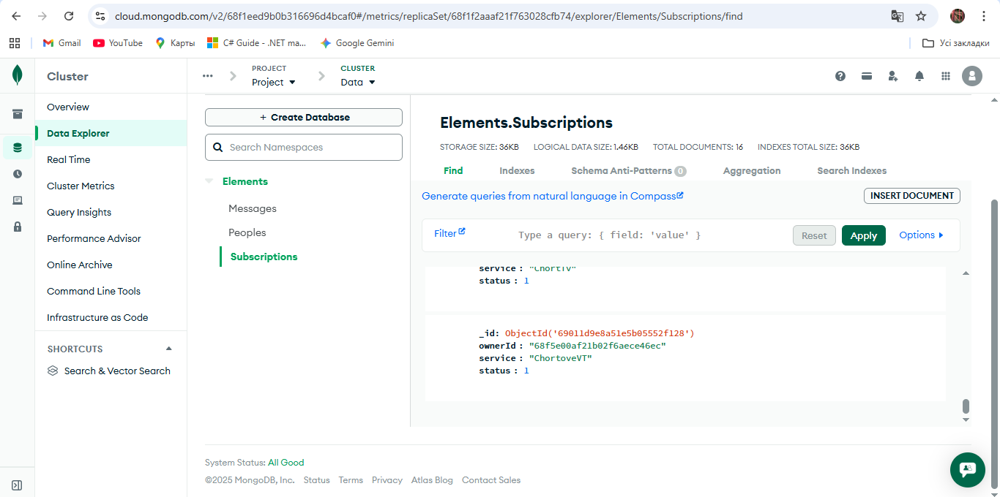 cloud.mongodb.com/v2/68f1eed9b0b316696d4bcaf0#/metrics/replicaSet/68f1f2aaaf21f763028cfb74/explorer/Elements/Subscriptions/find
Gmail YouTube Карты C# Guide - .NET ma... Google Gemini Усі закладки
Cluster
PROJECT
Project
CLUSTER
Data
Overview
Data Explorer
Real Time
Cluster Metrics
Query Insights
Performance Advisor
Online Archive
Command Line Tools
Infrastructure as Code
SHORTCUTS
Search & Vector Search
+ Create Database
Search Namespaces
Elements
Messages
Peoples
Subscriptions
Elements.Subscriptions
STORAGE SIZE: 36KB LOGICAL DATA SIZE: 1.46KB TOTAL DOCUMENTS: 16 INDEXES TOTAL SIZE: 36KB
Find Indexes Schema Anti-Patterns 0 Aggregation Search Indexes
Generate queries from natural language in Compass
INSERT DOCUMENT
Filter Type a query: { field: 'value' } Reset Apply Options
service : "ChortTv"
status : 1
_id: ObjectId('69011d9e8a51e5b05552f128')
ownerId : "68f5e00af21b02f6aece46ec"
service : "ChortoveVT"
status : 1
System Status: All Good
©2025 MongoDB, Inc. Status Terms Privacy Atlas Blog Contact Sales